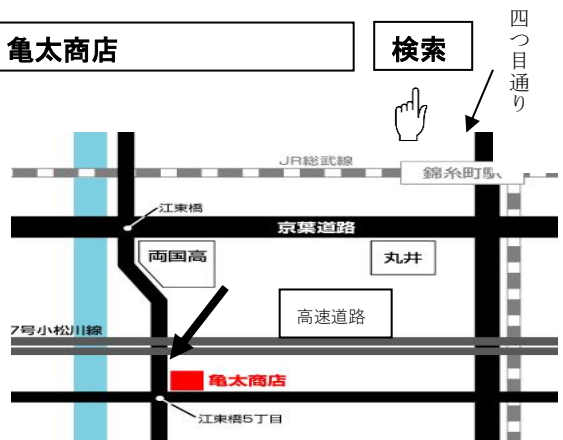 亀太商店
検索
四つ目通り
JR総武線
錦糸町駅
江東橋
京葉道路
両国高
丸井
高速道路
7号小松川線
亀太商店
江東橋5丁目